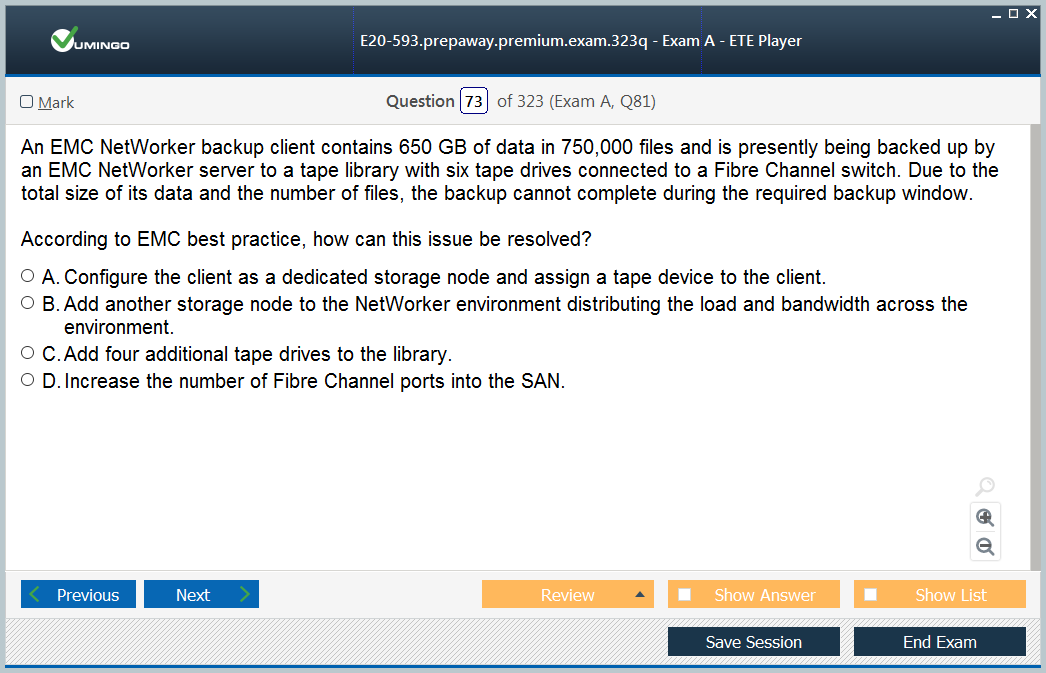 VUMINGO
E20-593.prepaway.premium.exam.323q - Exam A - ETE Player
Mark
Question 73 of 323 (Exam A, Q81)
An EMC NetWorker backup client contains 650 GB of data in 750,000 files and is presently being backed up by
an EMC NetWorker server to a tape library with six tape drives connected to a Fibre Channel switch. Due to the
total size of its data and the number of files, the backup cannot complete during the required backup window.
According to EMC best practice, how can this issue be resolved?
A. Configure the client as a dedicated storage node and assign a tape device to the client.
B. Add another storage node to the NetWorker environment distributing the load and bandwidth across the
environment.
C. Add four additional tape drives to the library.
D. Increase the number of Fibre Channel ports into the SAN.
Previous Next Review Show Answer Show List
Save Session End Exam